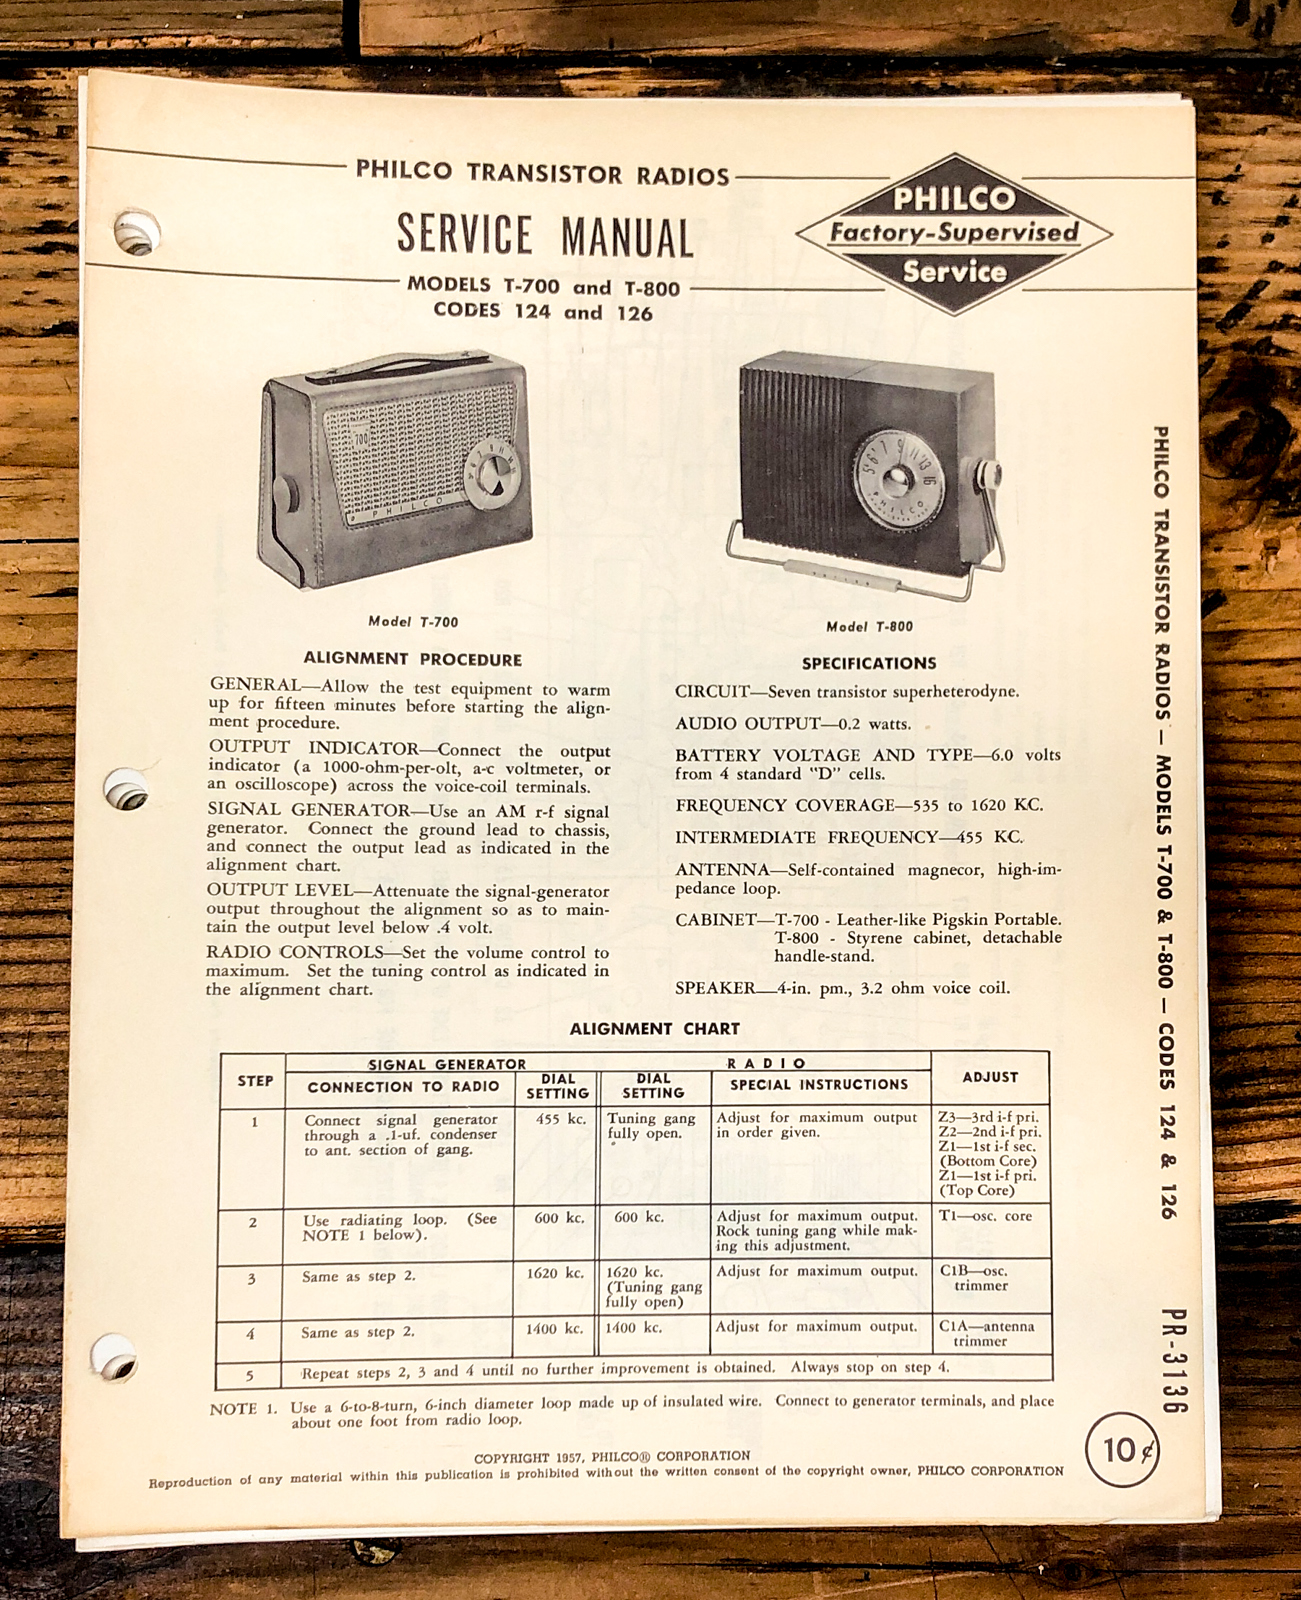 PHILCO TRANSISTOR RADIOS
SERVICE MANUAL
MODELS T-700 and T-800
CODES 124 and 126
PHILCO
Factory-Supervised
Service
700
PHILCO
5½ 6 7 9 11 13 16
PHILCO
Model T-700
Model T-800
ALIGNMENT PROCEDURE
GENERAL—Allow the test equipment to warm
up for fifteen minutes before starting the align-
ment procedure.
OUTPUT INDICATOR—Connect the output
indicator (a 1000-ohm-per-olt, a-c voltmeter, or
an oscilloscope) across the voice-coil terminals.
SIGNAL GENERATOR—Use an AM r-f signal
generator. Connect the ground lead to chassis,
and connect the output lead as indicated in the
alignment chart.
OUTPUT LEVEL—Attenuate the signal-generator
output throughout the alignment so as to main-
tain the output level below .4 volt.
RADIO CONTROLS—Set the volume control to
maximum. Set the tuning control as indicated in
the alignment chart.
SPECIFICATIONS
CIRCUIT—Seven transistor superheterodyne.
AUDIO OUTPUT—0.2 watts.
BATTERY VOLTAGE AND TYPE—6.0 volts
from 4 standard "D" cells.
FREQUENCY COVERAGE—535 to 1620 KC.
INTERMEDIATE FREQUENCY—455 KC.
ANTENNA—Self-contained magnecor, high-im-
pedance loop.
CABINET—T-700 - Leather-like Pigskin Portable.
T-800 - Styrene cabinet, detachable
handle-stand.
SPEAKER—4-in. pm., 3.2 ohm voice coil.
ALIGNMENT CHART
STEP
SIGNAL GENERATOR
RADIO
ADJUST
CONNECTION TO RADIO
DIAL
SETTING
DIAL
SETTING
SPECIAL INSTRUCTIONS
1
Connect signal generator
through a .1-uf. condenser
to ant. section of gang.
455 kc.
Tuning gang
fully open.
Adjust for maximum output
in order given.
Z3—3rd i-f pri.
Z2—2nd i-f pri.
Z1—1st i-f sec.
(Bottom Core)
Z1—1st i-f pri.
(Top Core)
2
Use radiating loop. (See
NOTE 1 below).
600 kc.
600 kc.
Adjust for maximum output.
Rock tuning gang while mak-
ing this adjustment.
T1—osc. core
3
Same as step 2.
1620 kc.
1620 kc.
(Tuning gang
fully open)
Adjust for maximum output.
C1B—osc.
trimmer
4
Same as step 2.
1400 kc.
1400 kc.
Adjust for maximum output.
C1A—antenna
trimmer
5
Repeat steps 2, 3 and 4 until no further improvement is obtained. Always stop on step 4.
NOTE 1. Use a 6-to-8-turn, 6-inch diameter loop made up of insulated wire. Connect to generator terminals, and place
about one foot from radio loop.
COPYRIGHT 1957, PHILCO® CORPORATION
Reproduction of any material within this publication is prohibited without the written consent of the copyright owner, PHILCO CORPORATION
PHILCO TRANSISTOR RADIOS — MODELS T-700 & T-800 — CODES 124 & 126
PR-3136
10¢